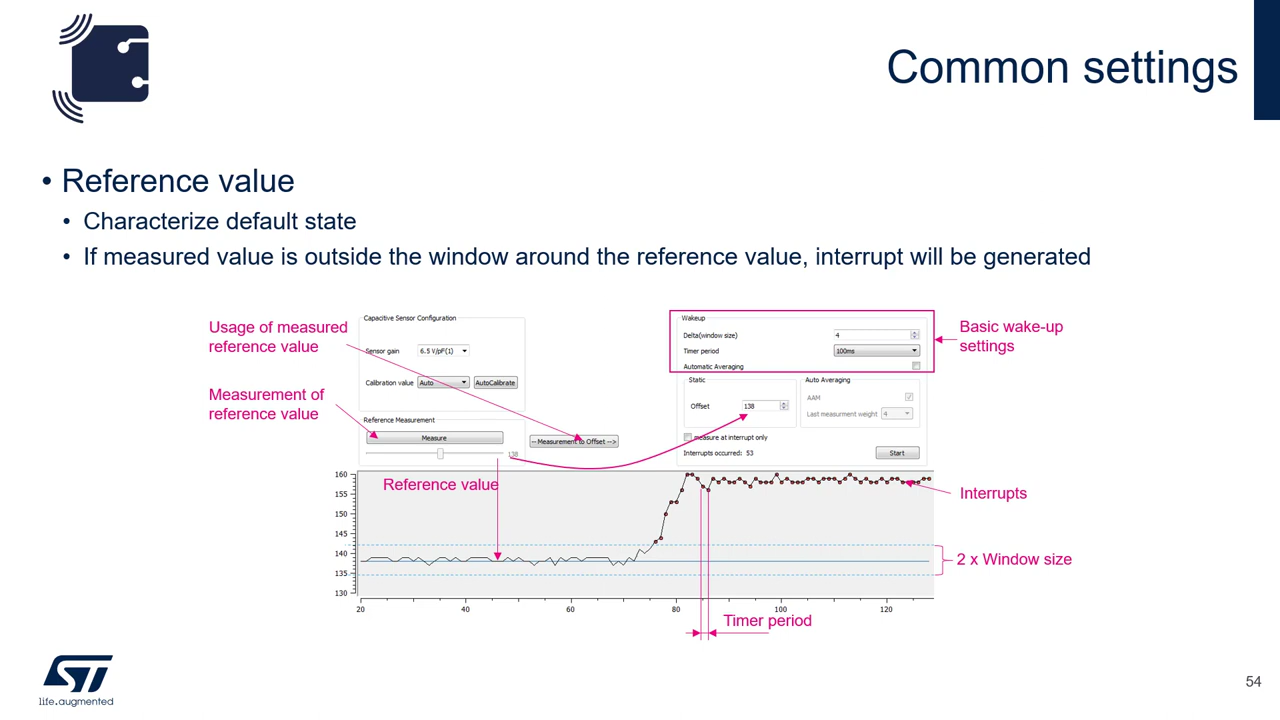 Common settings
• Reference value
• Characterize default state
• If measured value is outside the window around the reference value, interrupt will be generated
Usage of measured
reference value
Measurement of
reference value
Capacitive Sensor Configuration
Sensor gain
6.5 V/pF(1)
Calibration value
Auto
AutoCalibrate
Reference Measurement
Measure
138
-- Measurement to Offset -->
Wakeup
Delta(window size)
4
Timer period
100ms
Automatic Averaging
Static
Offset
138
Auto Averaging
AAM
Last measurment weight
4
measure at interrupt only
Interrupts occurred: 53
Start
Basic wake-up
settings
Reference value
Interrupts
2 x Window size
Timer period
160
155
150
145
140
135
130
20
40
60
80
100
120
ST
life.augmented
54